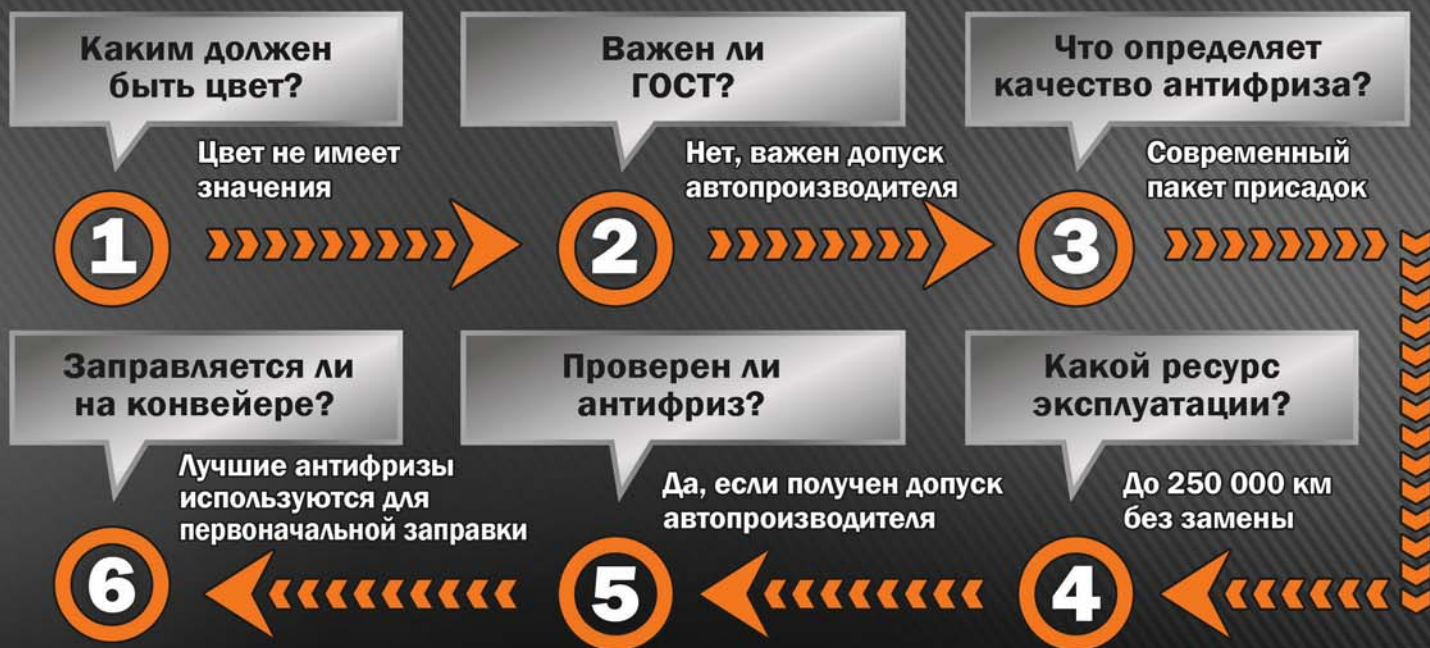 Каким должен
быть цвет?
Цвет не имеет
значения
1
Важен ли
ГОСТ?
Нет, важен допуск
автопроизводителя
2
Что определяет
качество антифриза?
Современный
пакет присадок
3
Какой ресурс
эксплуатации?
До 250 000 км
без замены
4
Проверен ли
антифриз?
Да, если получен допуск
автопроизводителя
5
Заправляется ли
на конвейере?
Лучшие антифризы
используются для
первоначальной заправки
6